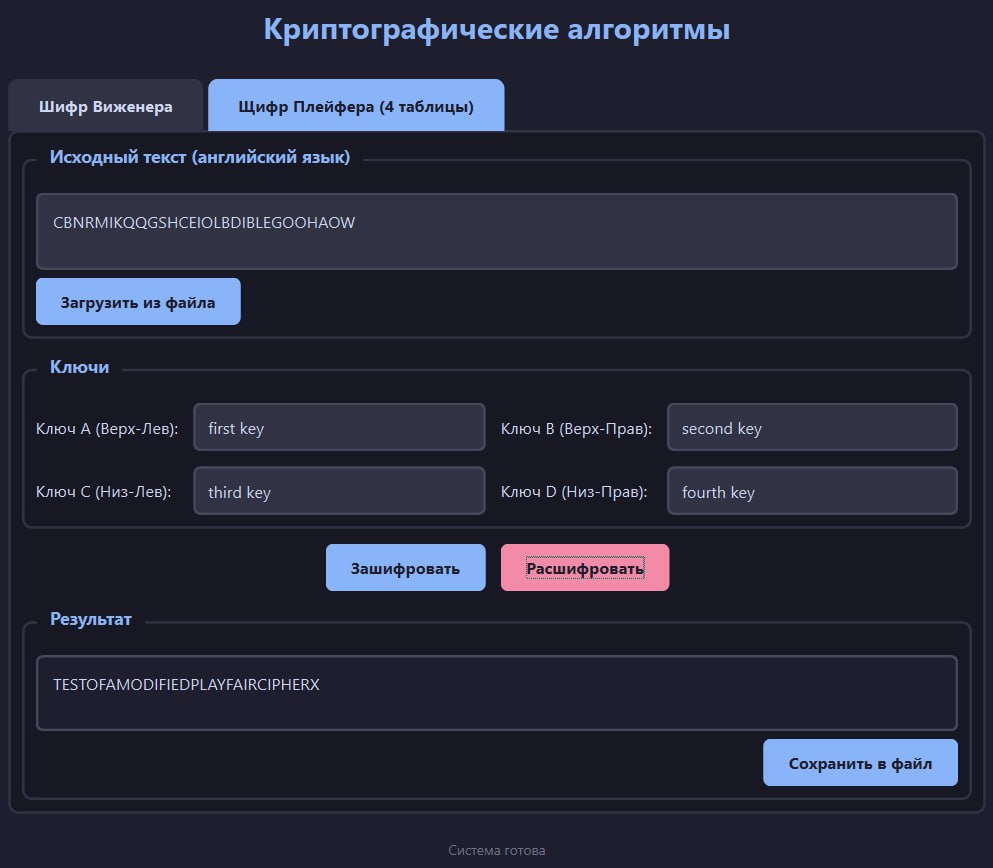 Криптографические алгоритмы
Шифр Виженера
Щифр Плейфера (4 таблицы)
Исходный текст (английский язык)
CBNRMIKQQGSHCEIOLBDIBLEGOOHAOW
Загрузить из файла
Ключи
Ключ A (Верх-Лев):
first key
Ключ B (Верх-Прав):
second key
Ключ C (Низ-Лев):
third key
Ключ D (Низ-Прав):
fourth key
Зашифровать
Расшифровать
Результат
TESTOFAMODIFIEDPLAYFAIRCIPHERX
Сохранить в файл
Система готова